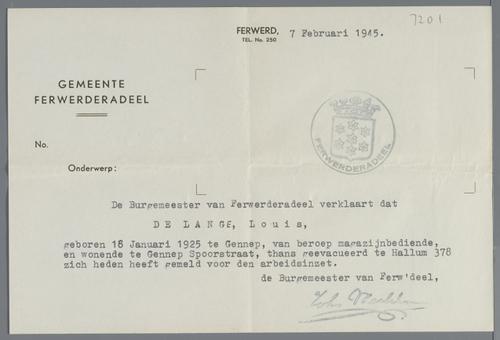 7201
FERWERD, 7 Februari 1945.
TEL. No. 250
GEMEENTE
FERWERDERADEEL
No.
Onderwerp:
FERWERDERADEEL
De Burgemeester van Ferwerderadeel verklaart dat
DE LANGE, Louis,
geboren 18 Januari 1925 te Gennep, van beroep magazijnbediende,
en wonende te Gennep Spoorstraat, thans geevacueerd te Hallum 378
zich heden heeft gemeld voor den arbeidsinzet.
de Burgemeester van Ferw'deel,